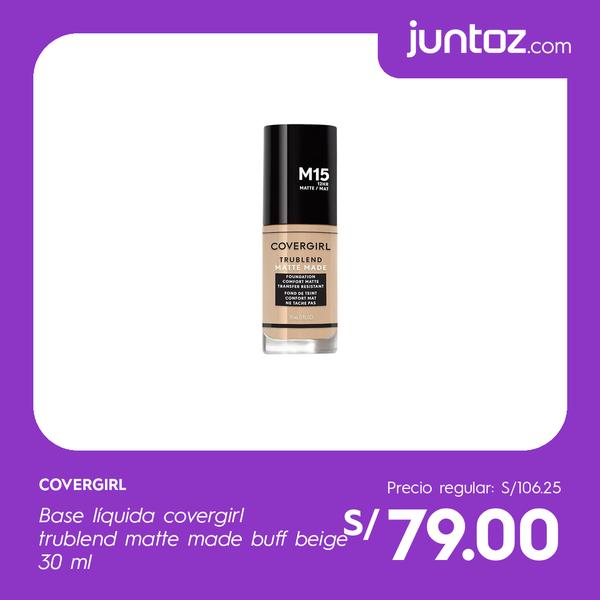 juntoz.com
M15
12HR
MATTE / MAT
COVERGIRL
TRUBLEND
MATTE MADE
FOUNDATION
COMFORT MATTE
TRANSFER RESISTANT
FOND DE TEINT
CONFORT MAT
NE TACHE PAS
COVERGIRL
Precio regular: S/106.25
Base líquida covergirl
trublend matte made buff beige
30 ml
S/79.00